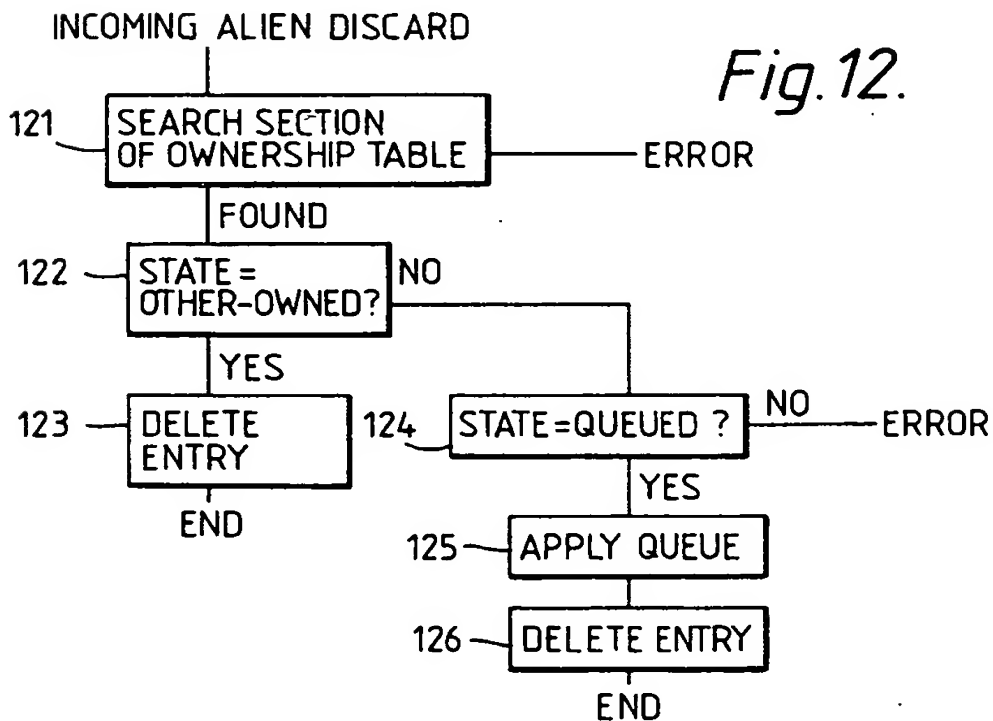 INCOMING ALIEN DISCARD
Fig.12.
121
SEARCH SECTION
OF OWNERSHIP TABLE
ERROR
FOUND
122
STATE =
OTHER-OWNED?
NO
YES
123
DELETE
ENTRY
END
124
STATE=QUEUED ?
NO
ERROR
YES
125
APPLY QUEUE
126
DELETE ENTRY
END